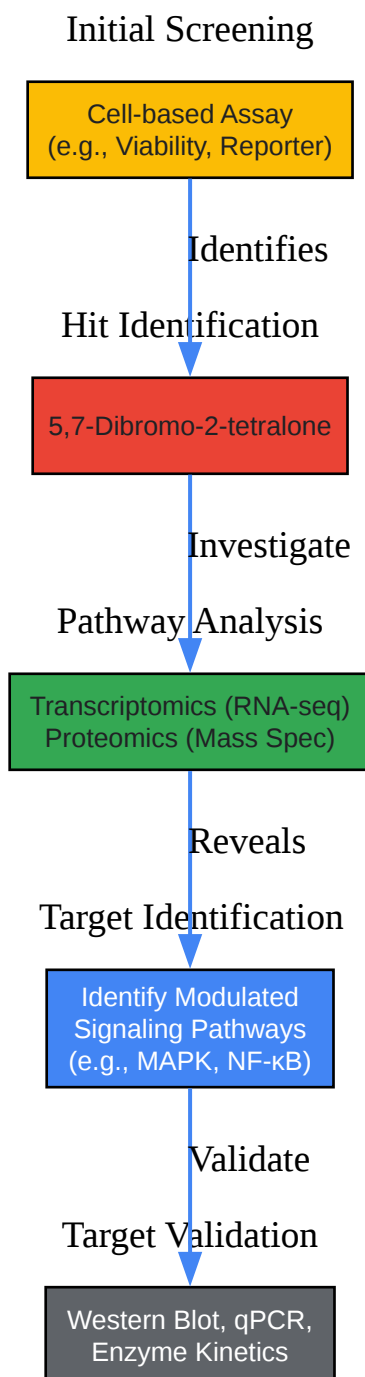 Initial Screening
Cell-based Assay
(e.g., Viability, Reporter)
Identifies
Hit Identification
5,7-Dibromo-2-tetralone
Investigate
Pathway Analysis
Transcriptomics (RNA-seq)
Proteomics (Mass Spec)
Reveals
Target Identification
Identify Modulated
Signaling Pathways
(e.g., MAPK, NF-κB)
Validate
Target Validation
Western Blot, qPCR,
Enzyme Kinetics